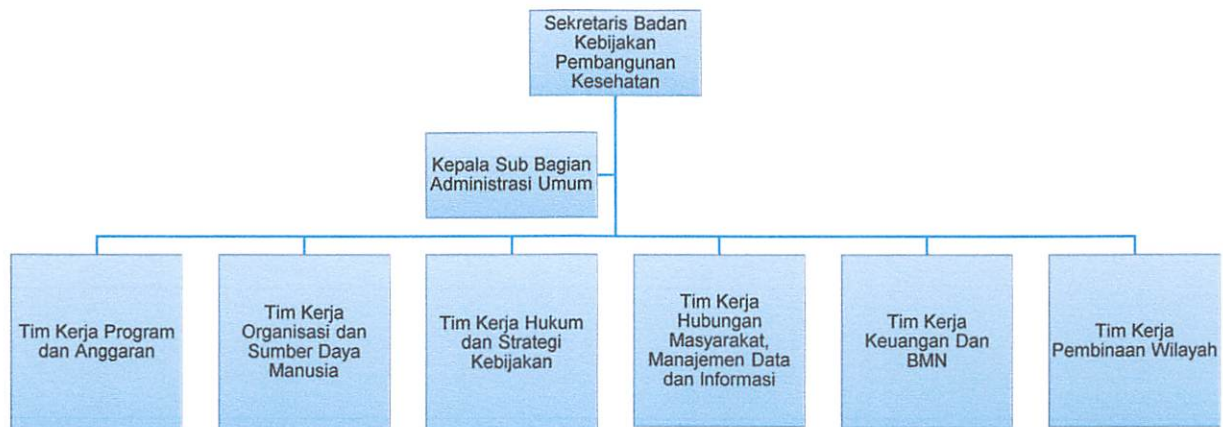 Sekretaris Badan
Kebijakan
Pembangunan
Kesehatan
Kepala Sub Bagian
Administrasi Umum
Tim Kerja Program
dan Anggaran
Tim Kerja
Organisasi dan
Sumber Daya
Manusia
Tim Kerja Hukum
dan Strategi
Kebijakan
Tim Kerja
Hubungan
Masyarakat,
Manajemen Data
dan Informasi
Tim Kerja
Keuangan Dan
BMN
Tim Kerja
Pembinaan Wilayah